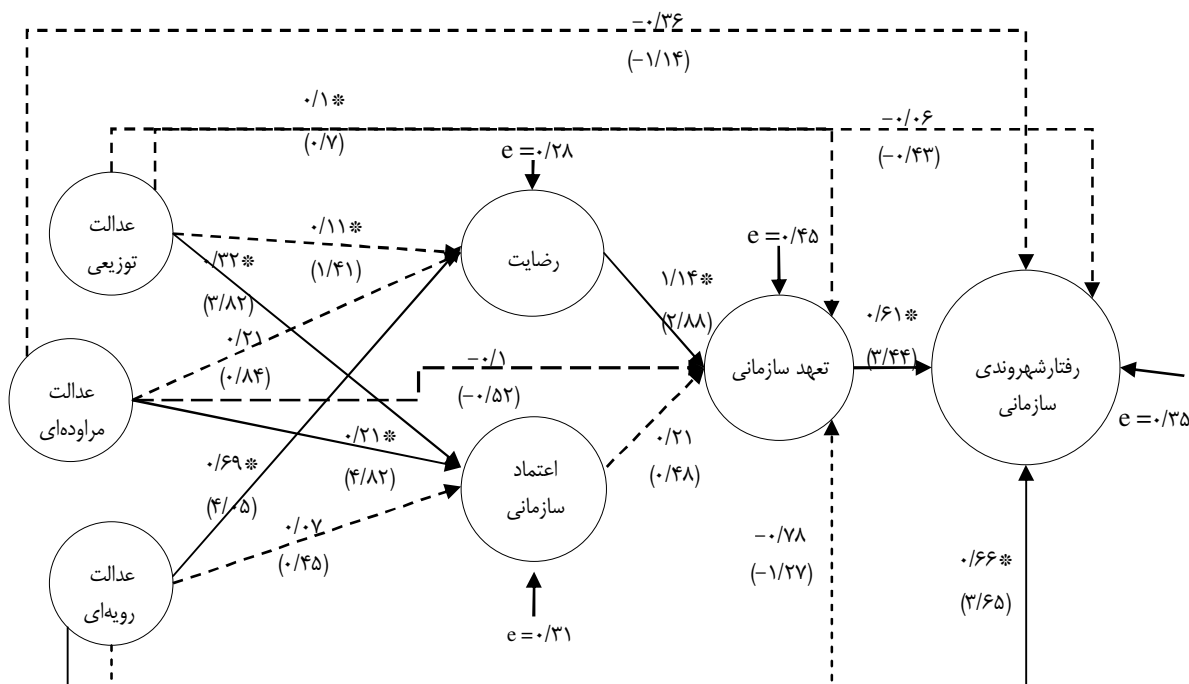 -۰/۳۶
(-۱/۱۴)
۰/۱*
(۰/۷)
-۰/۰۶
(-۰/۴۳)
e =۰/۲۸
عدالت
توزیعی
۰/۱۱*
(۱/۴۱)
رضایت
e =۰/۴۵
۰/۳۲*
(۳/۸۲)
۱/۱۴*
(۲/۸۸)
۰/۶۱*
(۳/۴۴)
۰/۲۱
(۰/۸۴)
-۰/۱
(-۰/۵۲)
تعهد سازمانی
رفتارشهروندی
سازمانی
عدالت
مراوده‌ای
e =۰/۳۵
۰/۲۱*
(۴/۸۲)
۰/۲۱
(۰/۴۸)
۰/۶۹*
(۴/۰۵)
اعتماد
سازمانی
۰/۰۷
(۰/۴۵)
عدالت
رویه‌ای
-۰/۷۸
(-۱/۲۷)
۰/۶۶*
(۳/۶۵)
e =۰/۳۱